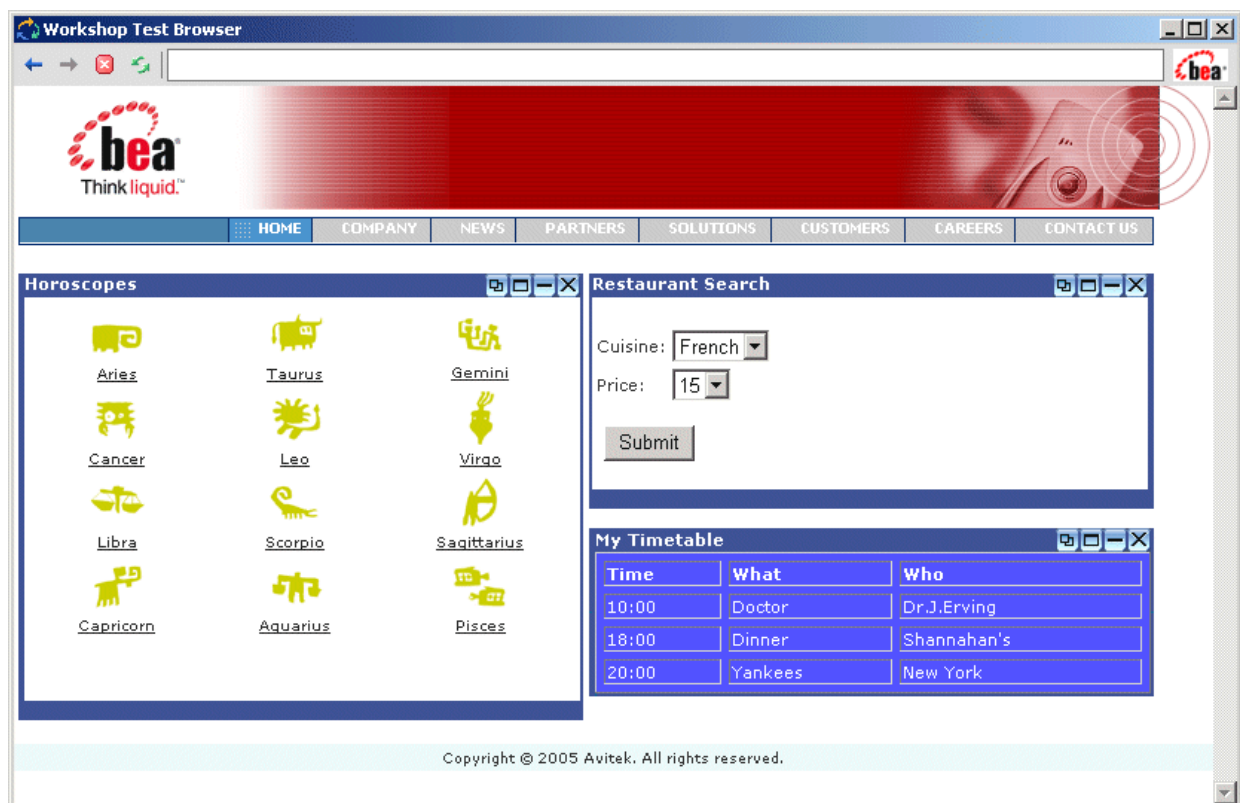 Workshop Test Browser
bea
bea
Think liquid.™
HOME COMPANY NEWS PARTNERS SOLUTIONS CUSTOMERS CAREERS CONTACT US
Horoscopes
Aries Taurus Gemini
Cancer Leo Virgo
Libra Scorpio Sagittarius
Capricorn Aquarius Pisces
Restaurant Search
Cuisine: French
Price: 15
Submit
My Timetable
Time What Who
10:00 Doctor Dr.J.Erving
18:00 Dinner Shannahan's
20:00 Yankees New York
Copyright © 2005 Avitek. All rights reserved.